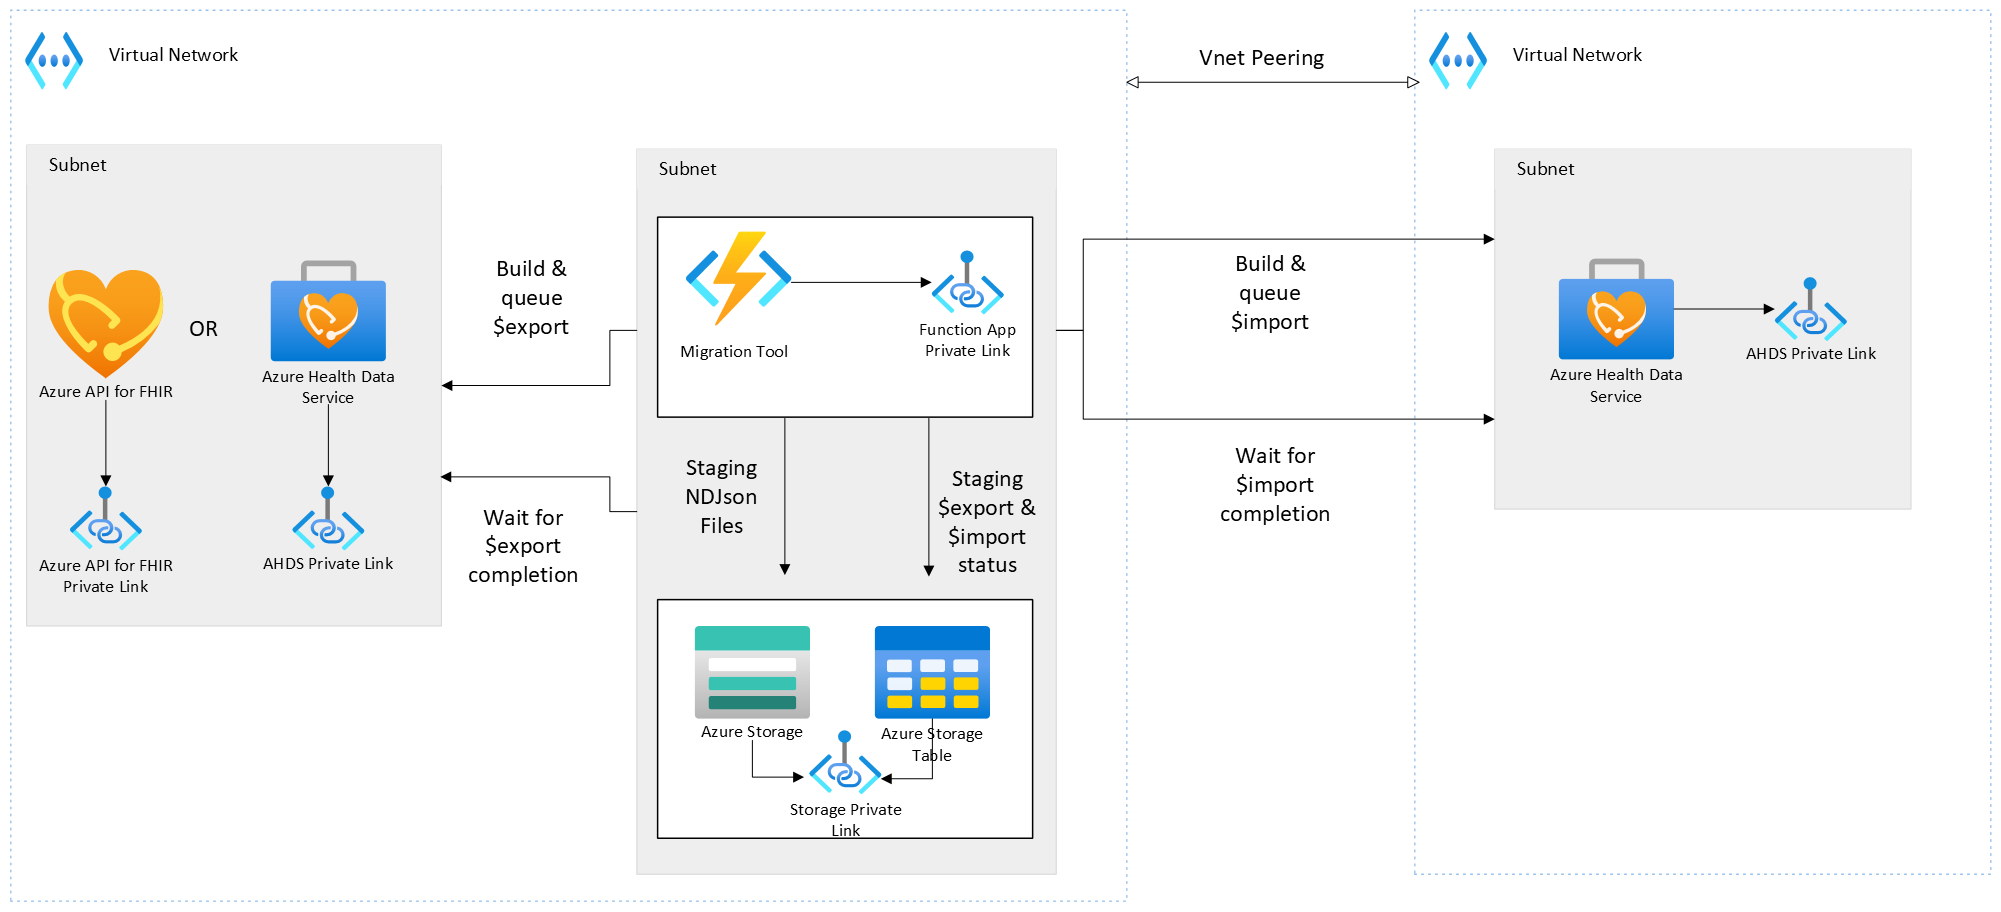 Virtual Network
Vnet Peering
Virtual Network
Subnet
Azure API for FHIR
OR
Azure Health Data
Service
Azure API for FHIR
Private Link
AHDS Private Link
Build &
queue
$export
Wait for
$export
completion
Subnet
Migration Tool
Function App
Private Link
Staging
NDJson
Files
Staging
$export &
$import
status
Azure Storage
Azure Storage
Table
Storage Private
Link
Build &
queue
$import
Wait for
$import
completion
Subnet
Azure Health Data
Service
AHDS Private Link